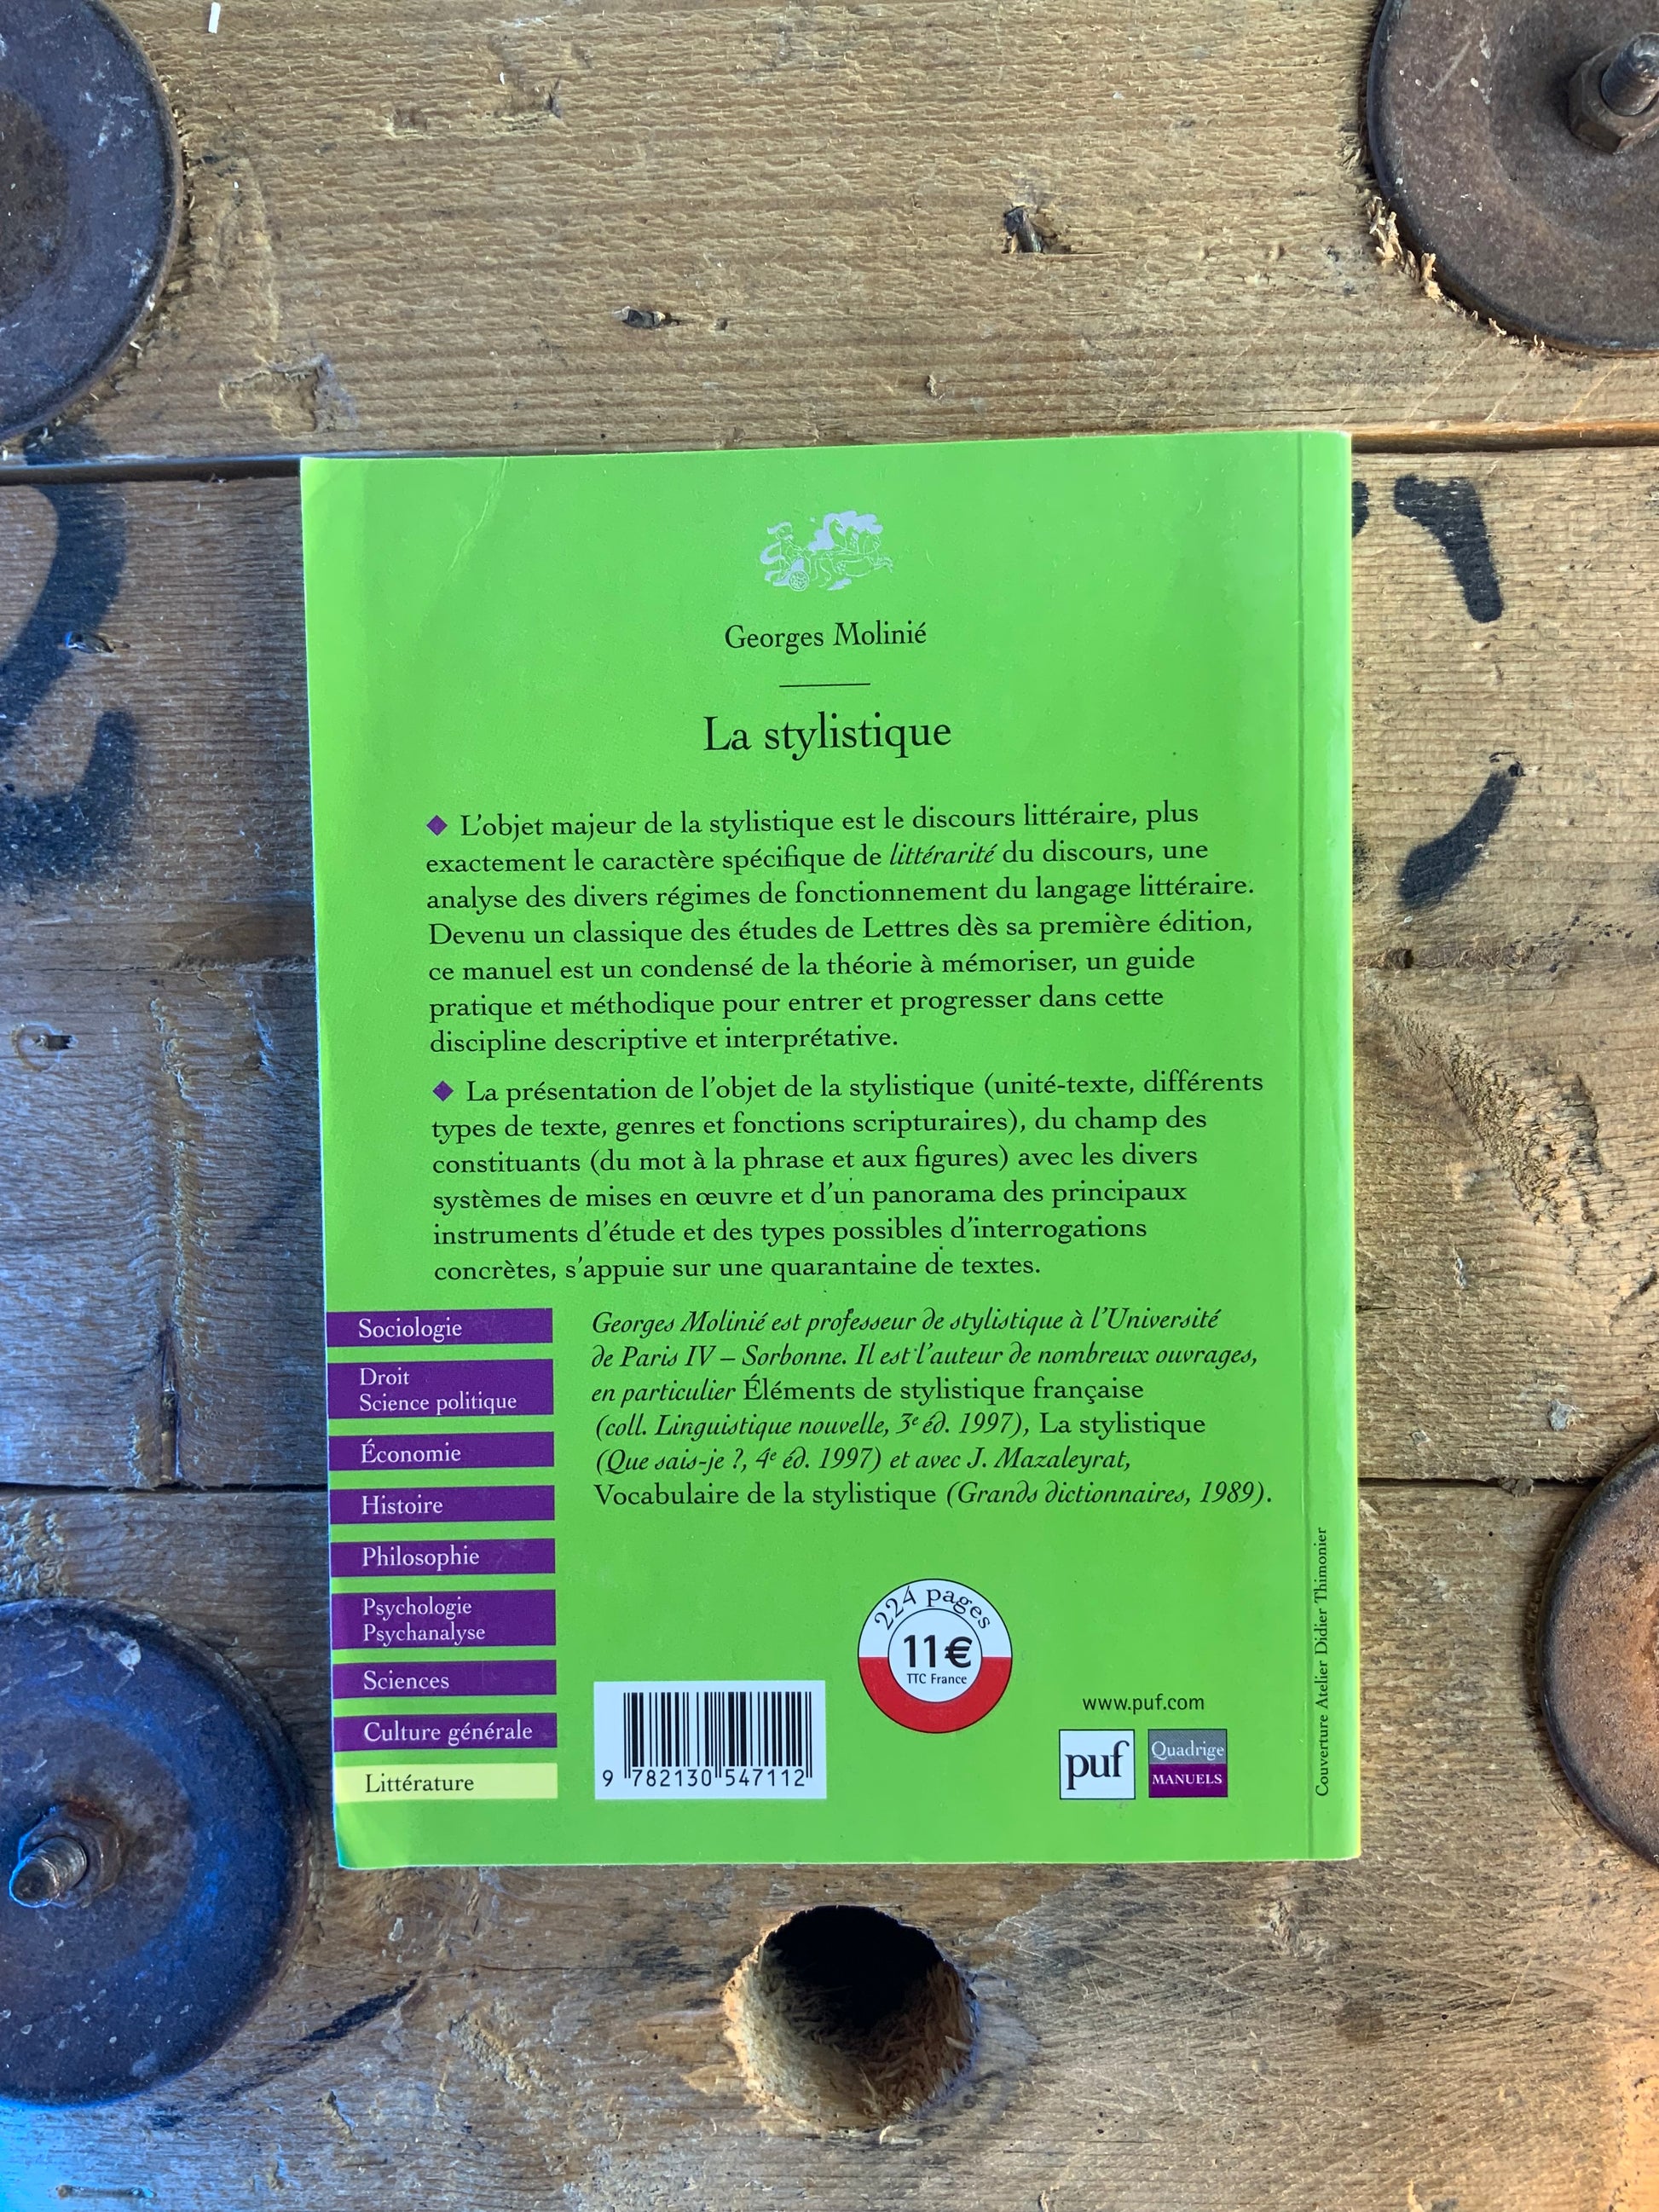 Georges Molinié
La stylistique
◆ L'objet majeur de la stylistique est le discours littéraire, plus
exactement le caractère spécifique de littérarité du discours, une
analyse des divers régimes de fonctionnement du langage littéraire.
Devenu un classique des études de Lettres dès sa première édition,
ce manuel est un condensé de la théorie à mémoriser, un guide
pratique et méthodique pour entrer et progresser dans cette
discipline descriptive et interprétative.
◆ La présentation de l'objet de la stylistique (unité-texte, différents
types de texte, genres et fonctions scripturaires), du champ des
constituants (du mot à la phrase et aux figures) avec les divers
systèmes de mises en œuvre et d'un panorama des principaux
instruments d'étude et des types possibles d'interrogations
concrètes, s'appuie sur une quarantaine de textes.
Georges Molinié est professeur de stylistique à l'Université
de Paris IV – Sorbonne. Il est l'auteur de nombreux ouvrages,
en particulier Éléments de stylistique française
(coll. Linguistique nouvelle, 3e éd. 1997), La stylistique
(Que sais-je ?, 4e éd. 1997) et avec J. Mazaleyrat,
Vocabulaire de la stylistique (Grands dictionnaires, 1989).
Sociologie
Droit
Science politique
Économie
Histoire
Philosophie
Psychologie
Psychanalyse
Sciences
Culture générale
Littérature
224 pages
11€
TTC France
9 782130 547112
www.puf.com
puf
Quadrige
MANUELS
Couverture Atelier Didier Thimonier